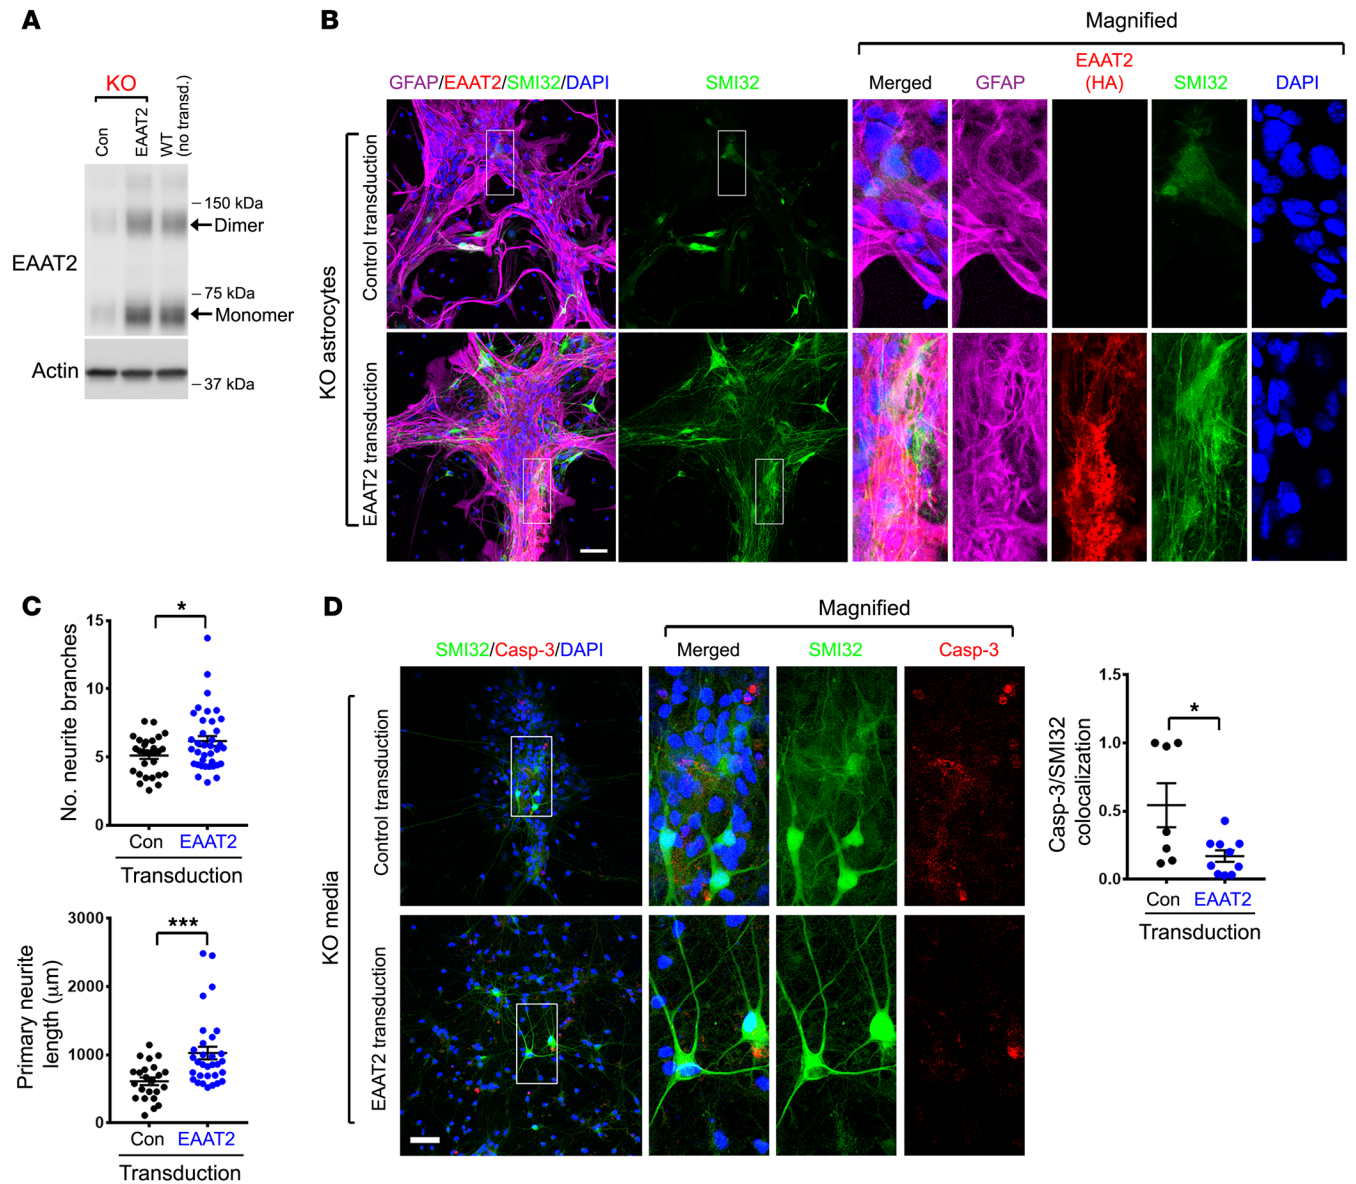 A
KO
Con
EAAT2
WT
(no transd.)
150 kDa
Dimer
EAAT2
75 kDa
Monomer
Actin
37 kDa
B
Magnified
GFAP/EAAT2/SMI32/DAPI
SMI32
Merged
GFAP
EAAT2
(HA)
SMI32
DAPI
KO astrocytes
Control transduction
EAAT2 transduction
C
No. neurite branches
15
10
5
0
*
Con
EAAT2
Transduction
Primary neurite
length (μm)
3000
2000
1000
0
***
Con
EAAT2
Transduction
D
Magnified
SMI32/Casp-3/DAPI
Merged
SMI32
Casp-3
KO media
Control transduction
EAAT2 transduction
Casp-3/SMI32
colocalization
1.5
1.0
0.5
0.0
*
Con
EAAT2
Transduction